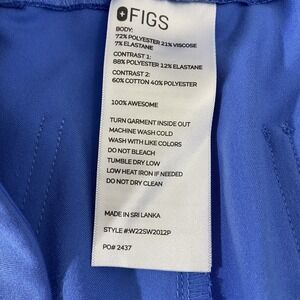 FIGS
BODY:
72% POLYESTER 21% VISCOSE
7% ELASTANE
CONTRAST 1:
88% POLYESTER 12% ELASTANE
CONTRAST 2:
60% COTTON 40% POLYESTER
100% AWESOME
TURN GARMENT INSIDE OUT
MACHINE WASH COLD
WASH WITH LIKE COLORS
DO NOT BLEACH
TUMBLE DRY LOW
LOW HEAT IRON IF NEEDED
DO NOT DRY CLEAN
MADE IN SRI LANKA
STYLE #:W22SW2012P
PO# 2437